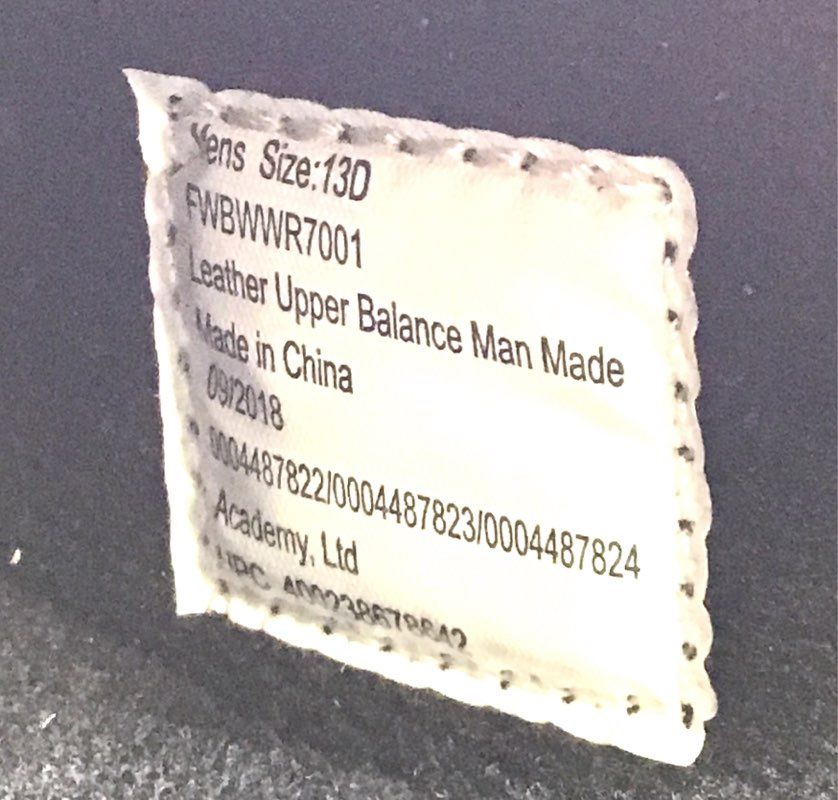 Mens Size:13D
FWBWWR7001
Leather Upper Balance Man Made
Made in China
09/2018
0004487822/0004487823/0004487824
Academy, Ltd
UPC